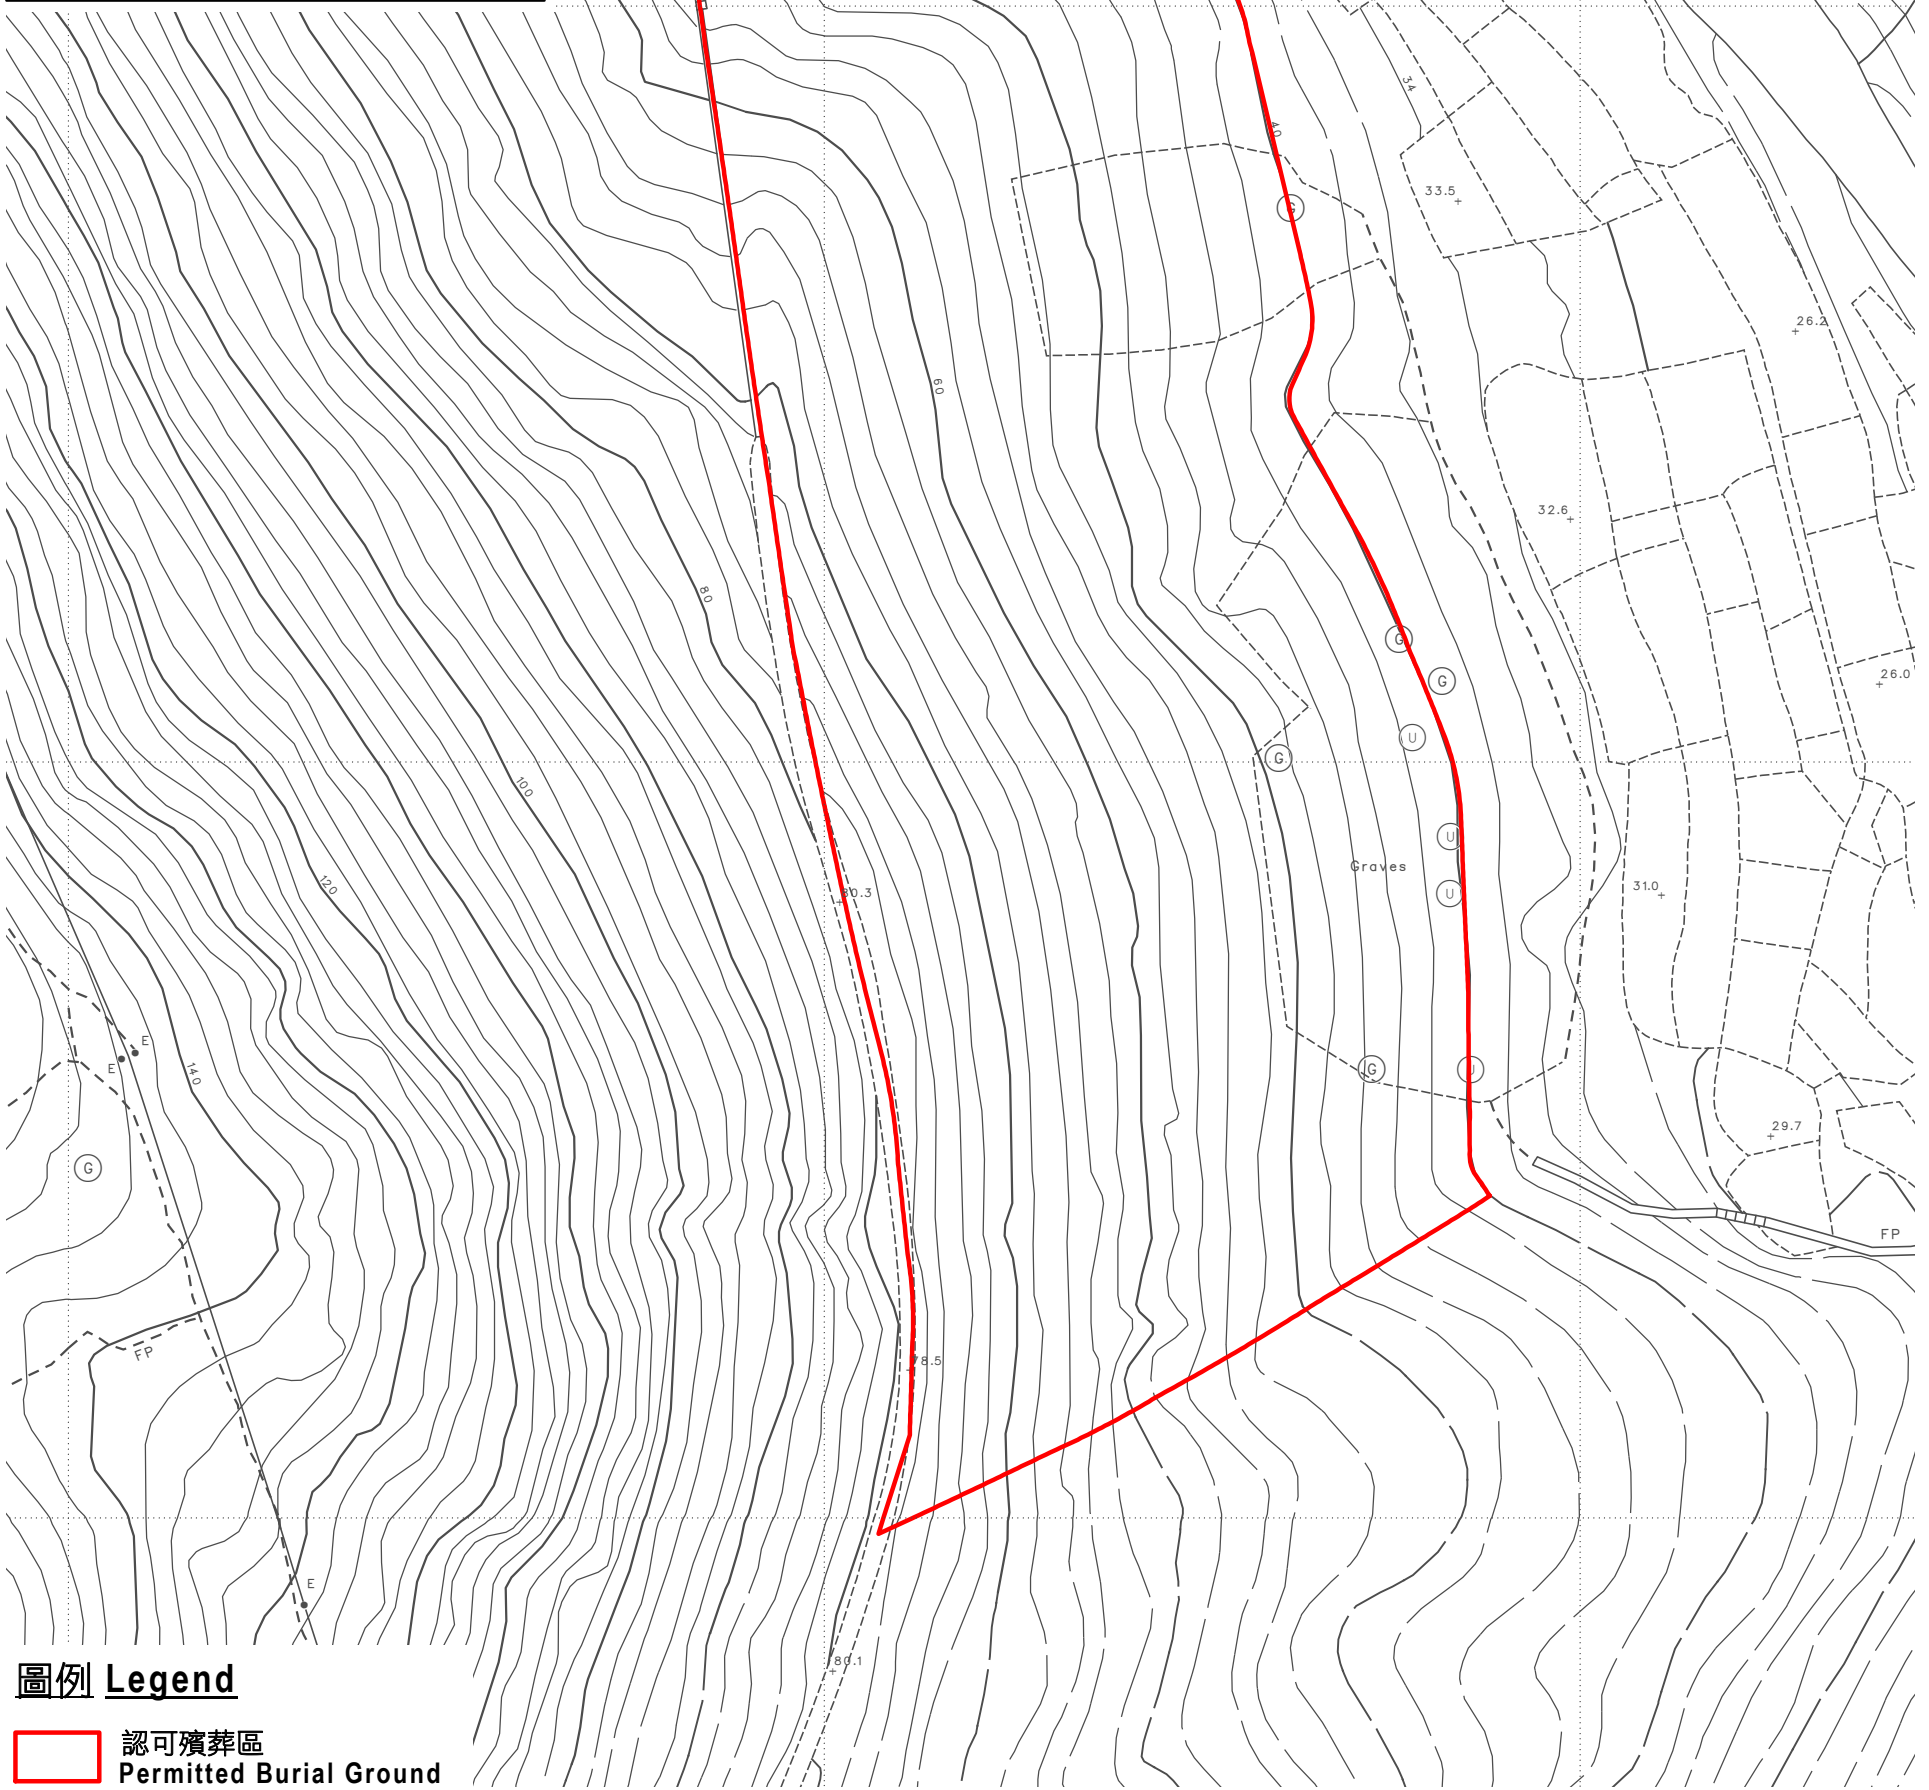 34
40
G
33.5
26.2
60
32.6
80
G
G
26.0
U
G
100
U
Graves
120
U
31.0
80.3
E
E
140
G
U
29.7
G
FP
FP
78.5
E
80.1
圖例 Legend
認可殯葬區
Permitted Burial Ground